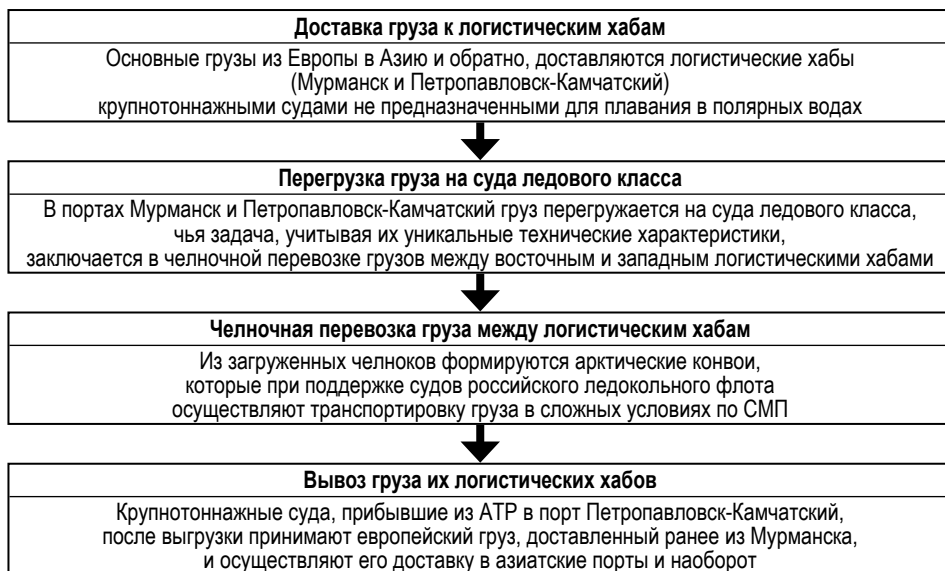 Доставка груза к логистическим хабам
Основные грузы из Европы в Азию и обратно, доставляются логистические хабы
(Мурманск и Петропавловск-Камчатский)
крупнотоннажными судами не предназначенными для плавания в полярных водах
Перегрузка груза на суда ледового класса
В портах Мурманск и Петропавловск-Камчатский груз перегружается на суда ледового класса,
чья задача, учитывая их уникальные технические характеристики,
заключается в челночной перевозке грузов между восточным и западным логистическими хабами
Челночная перевозка груза между логистическим хабам
Из загруженных челноков формируются арктические конвои,
которые при поддержке судов российского ледокольного флота
осуществляют транспортировку груза в сложных условиях по СМП
Вывоз груза их логистических хабов
Крупнотоннажные суда, прибывшие из АТР в порт Петропавловск-Камчатский,
после выгрузки принимают европейский груз, доставленный ранее из Мурманска,
и осуществляют его доставку в азиатские порты и наоборот